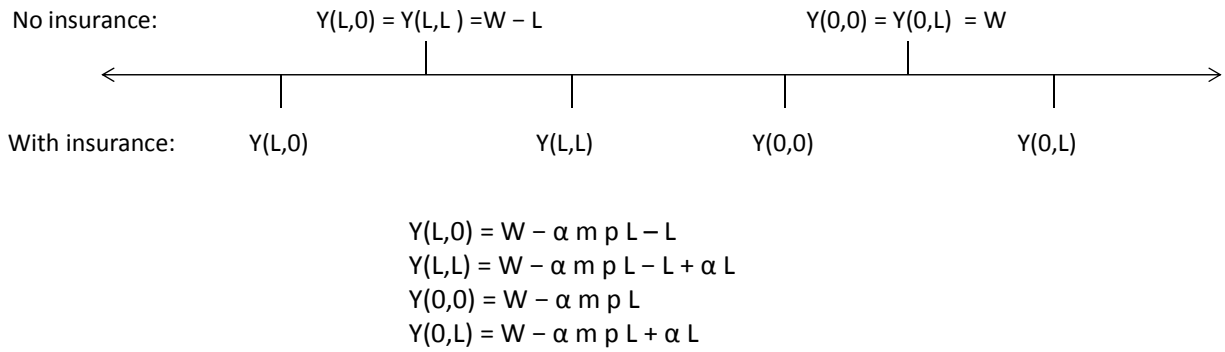 No insurance: Y(L,0) = Y(L,L ) =W − L Y(0,0) = Y(0,L) = W
With insurance: Y(L,0) Y(L,L) Y(0,0) Y(0,L)
Y(L,0) = W − α m p L − L
Y(L,L) = W − α m p L − L + α L
Y(0,0) = W − α m p L
Y(0,L) = W − α m p L + α L